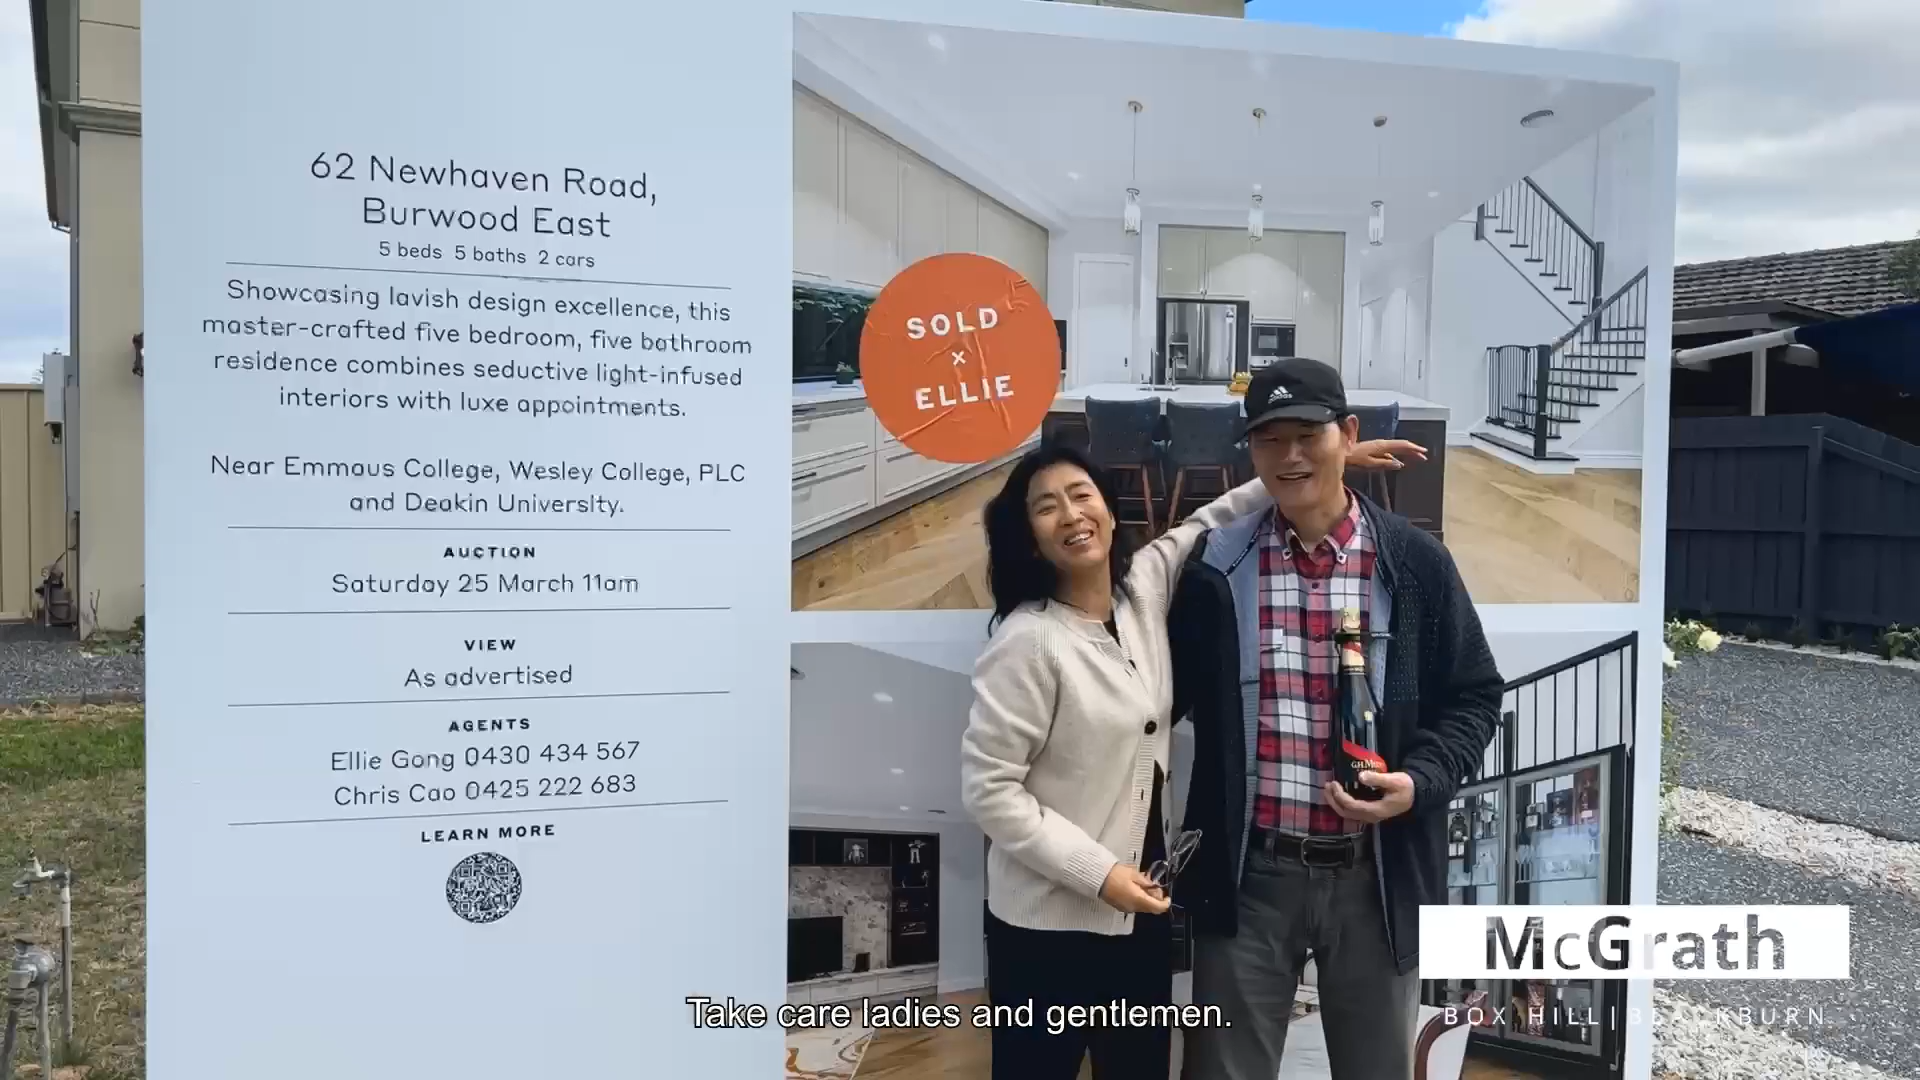 62 Newhaven Road,
Burwood East
5 beds 5 baths 2 cars
Showcasing lavish design excellence, this
master-crafted five bedroom, five bathroom
residence combines seductive light-infused
interiors with luxe appointments.
Near Emmaus College, Wesley College, PLC
and Deakin University.
AUCTION
Saturday 25 March 11am
VIEW
As advertised
AGENTS
Ellie Gong 0430 434 567
Chris Cao 0425 222 683
LEARN MORE
SOLD
×
ELLIE
adidas
McGrath
BOX HILL | BLACKBURN
Take care ladies and gentlemen.